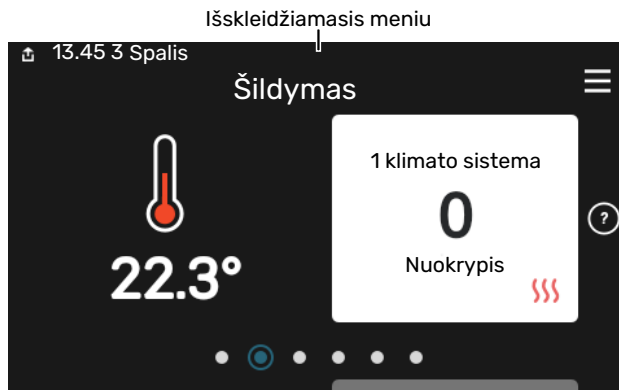 Išskleidžiamasis meniu
13.45 3 Spalis
Šildymas
1 klimato sistema
0
22.3°
Nuokrypis
?